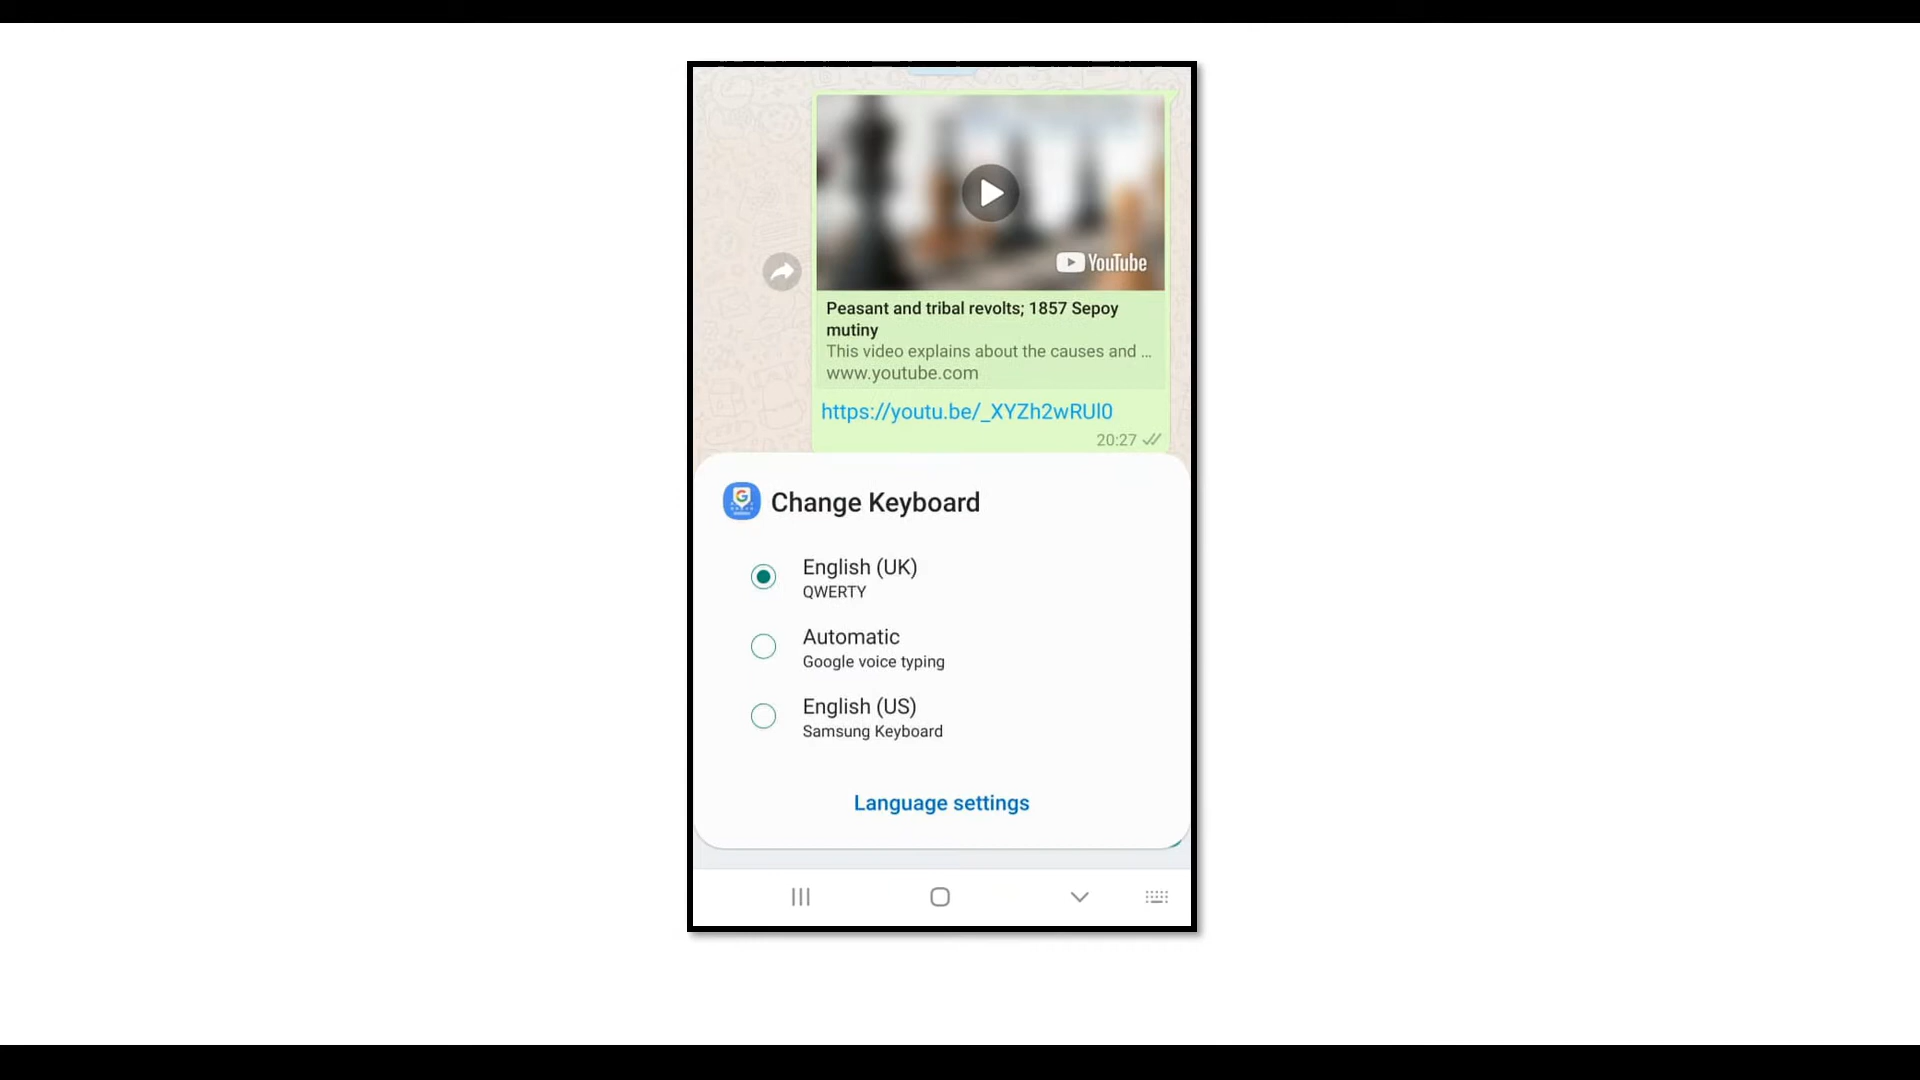 YouTube
Peasant and tribal revolts; 1857 Sepoy
mutiny
This video explains about the causes and ...
www.youtube.com
https://youtu.be/_XYZh2wRUl0
20:27
Change Keyboard
English (UK)
QWERTY
Automatic
Google voice typing
English (US)
Samsung Keyboard
Language settings